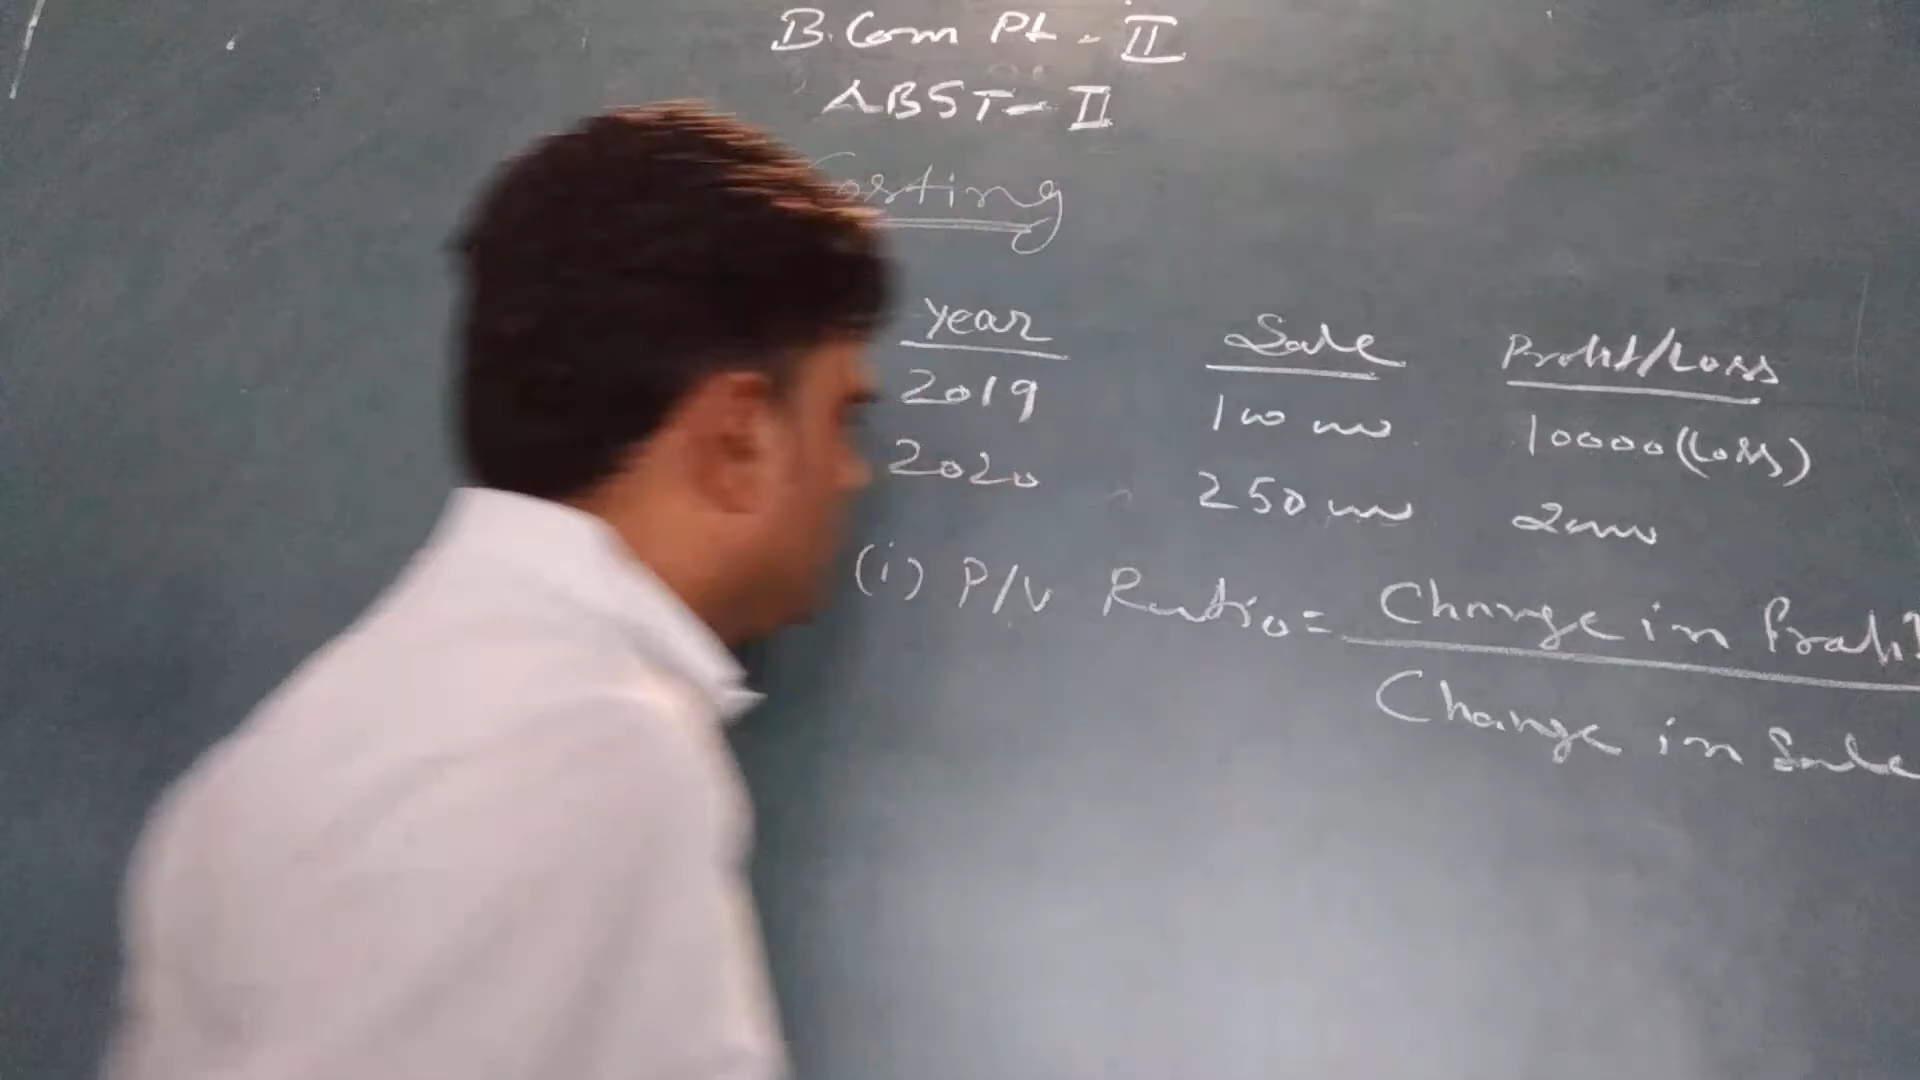 B.Com Pt - II
ABST - II
Costing
Year Sale Profit/Loss
2019 100000 10000 (Loss)
2020 250000 20000
(i) P/V Ratio = Change in Profit
Change in Sale